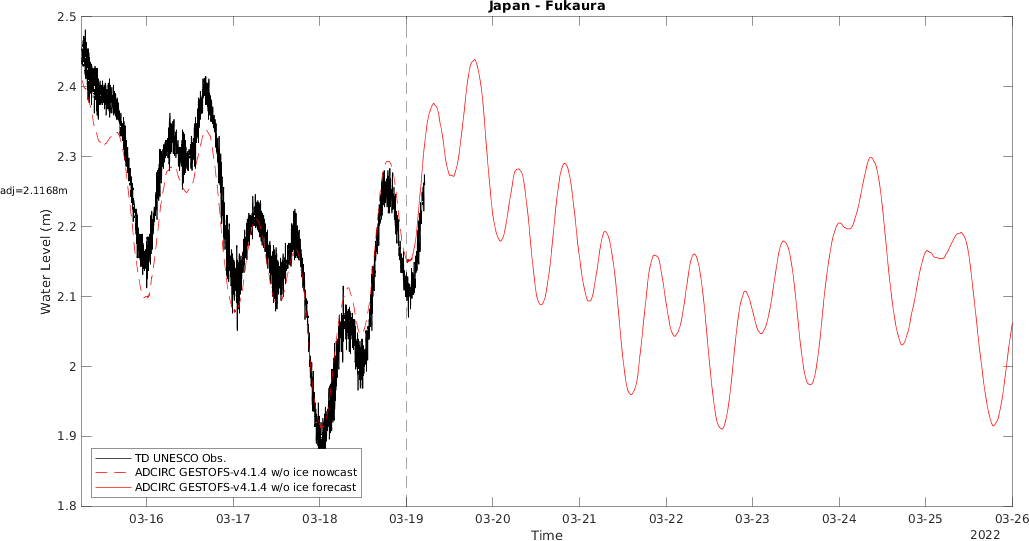 Japan - Fukaura
2.5
2.4
2.3
adj=2.1168m
2.2
Water Level (m)
2.1
2
1.9
1.8
TD UNESCO Obs.
ADCIRC GESTOFS-v4.1.4 w/o ice nowcast
ADCIRC GESTOFS-v4.1.4 w/o ice forecast
03-16 03-17 03-18 03-19 03-20 03-21 03-22 03-23 03-24 03-25 03-26
Time
2022